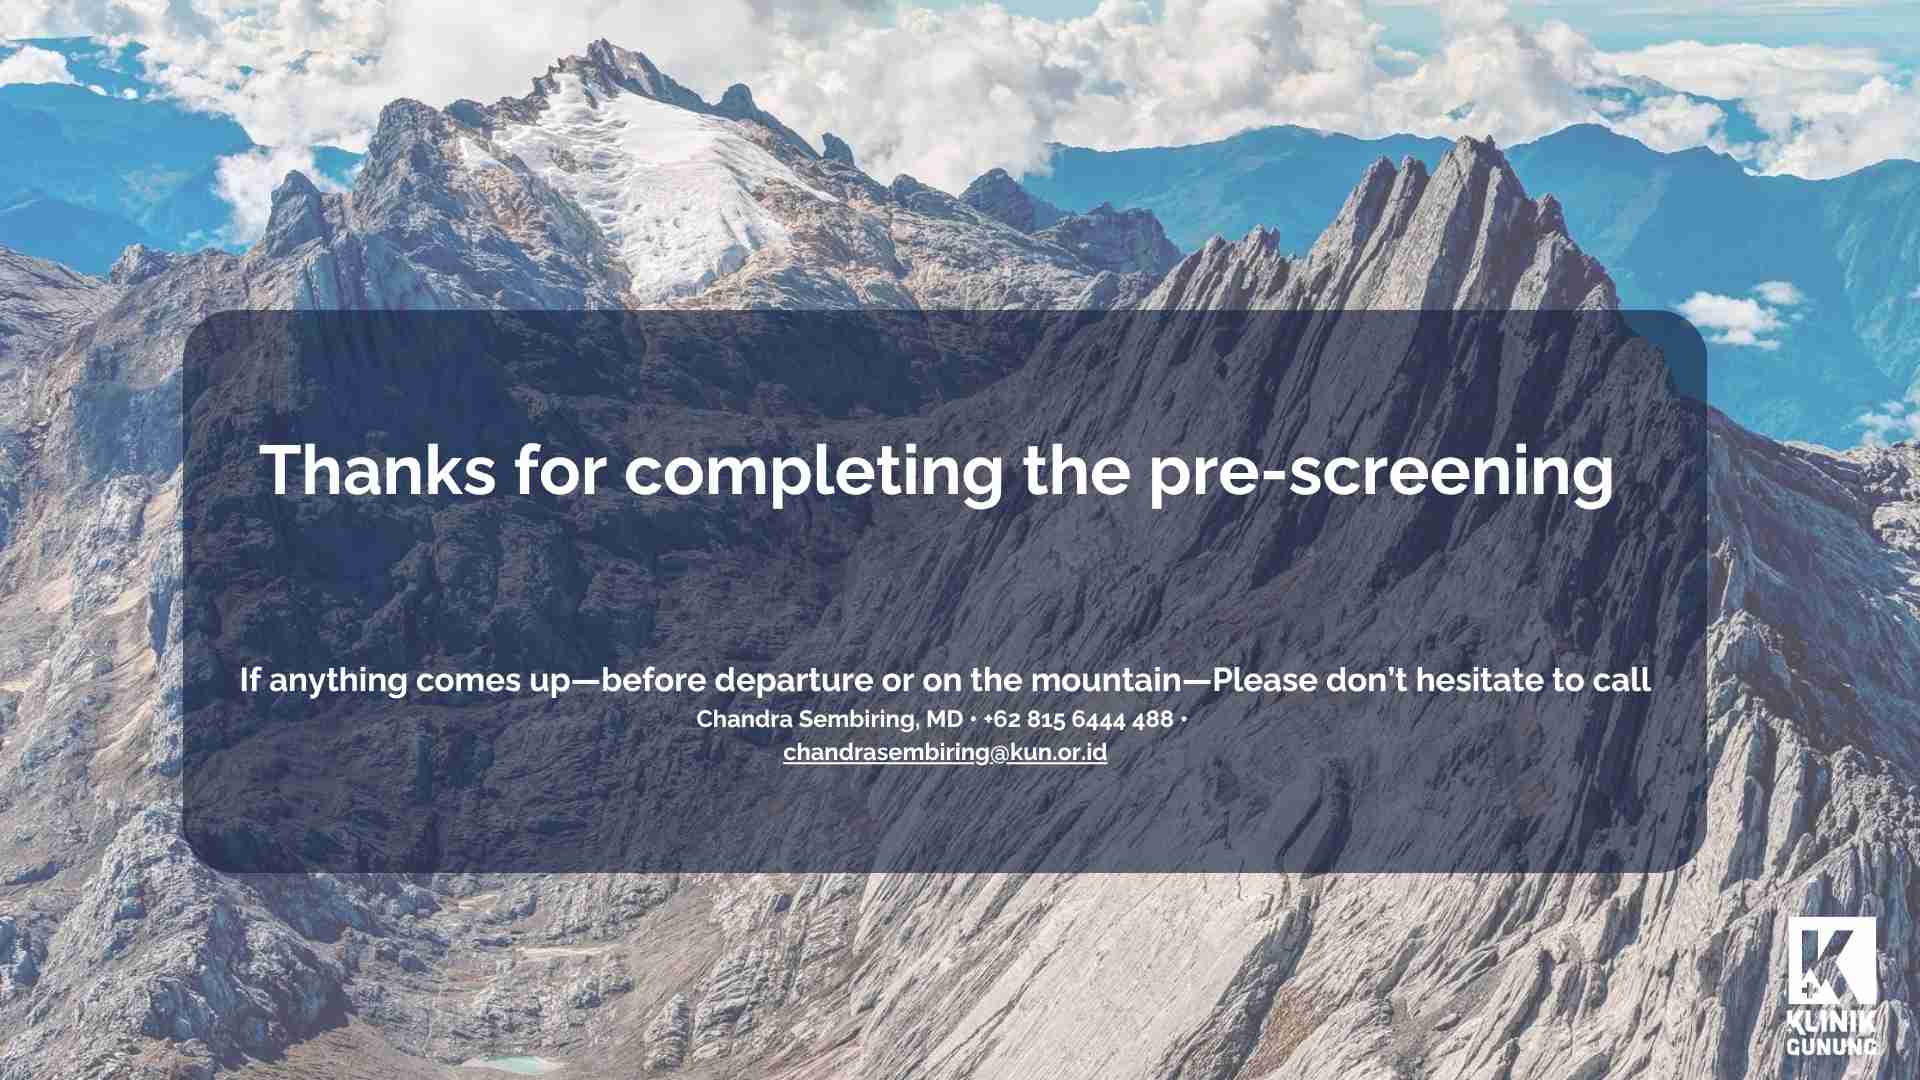 Thanks for completing the pre-screening
If anything comes up—before departure or on the mountain—Please don’t hesitate to call
Chandra Sembiring, MD • +62 815 6444 488 •
chandrasembiring@kun.or.id
KLINIK
GUNUNG